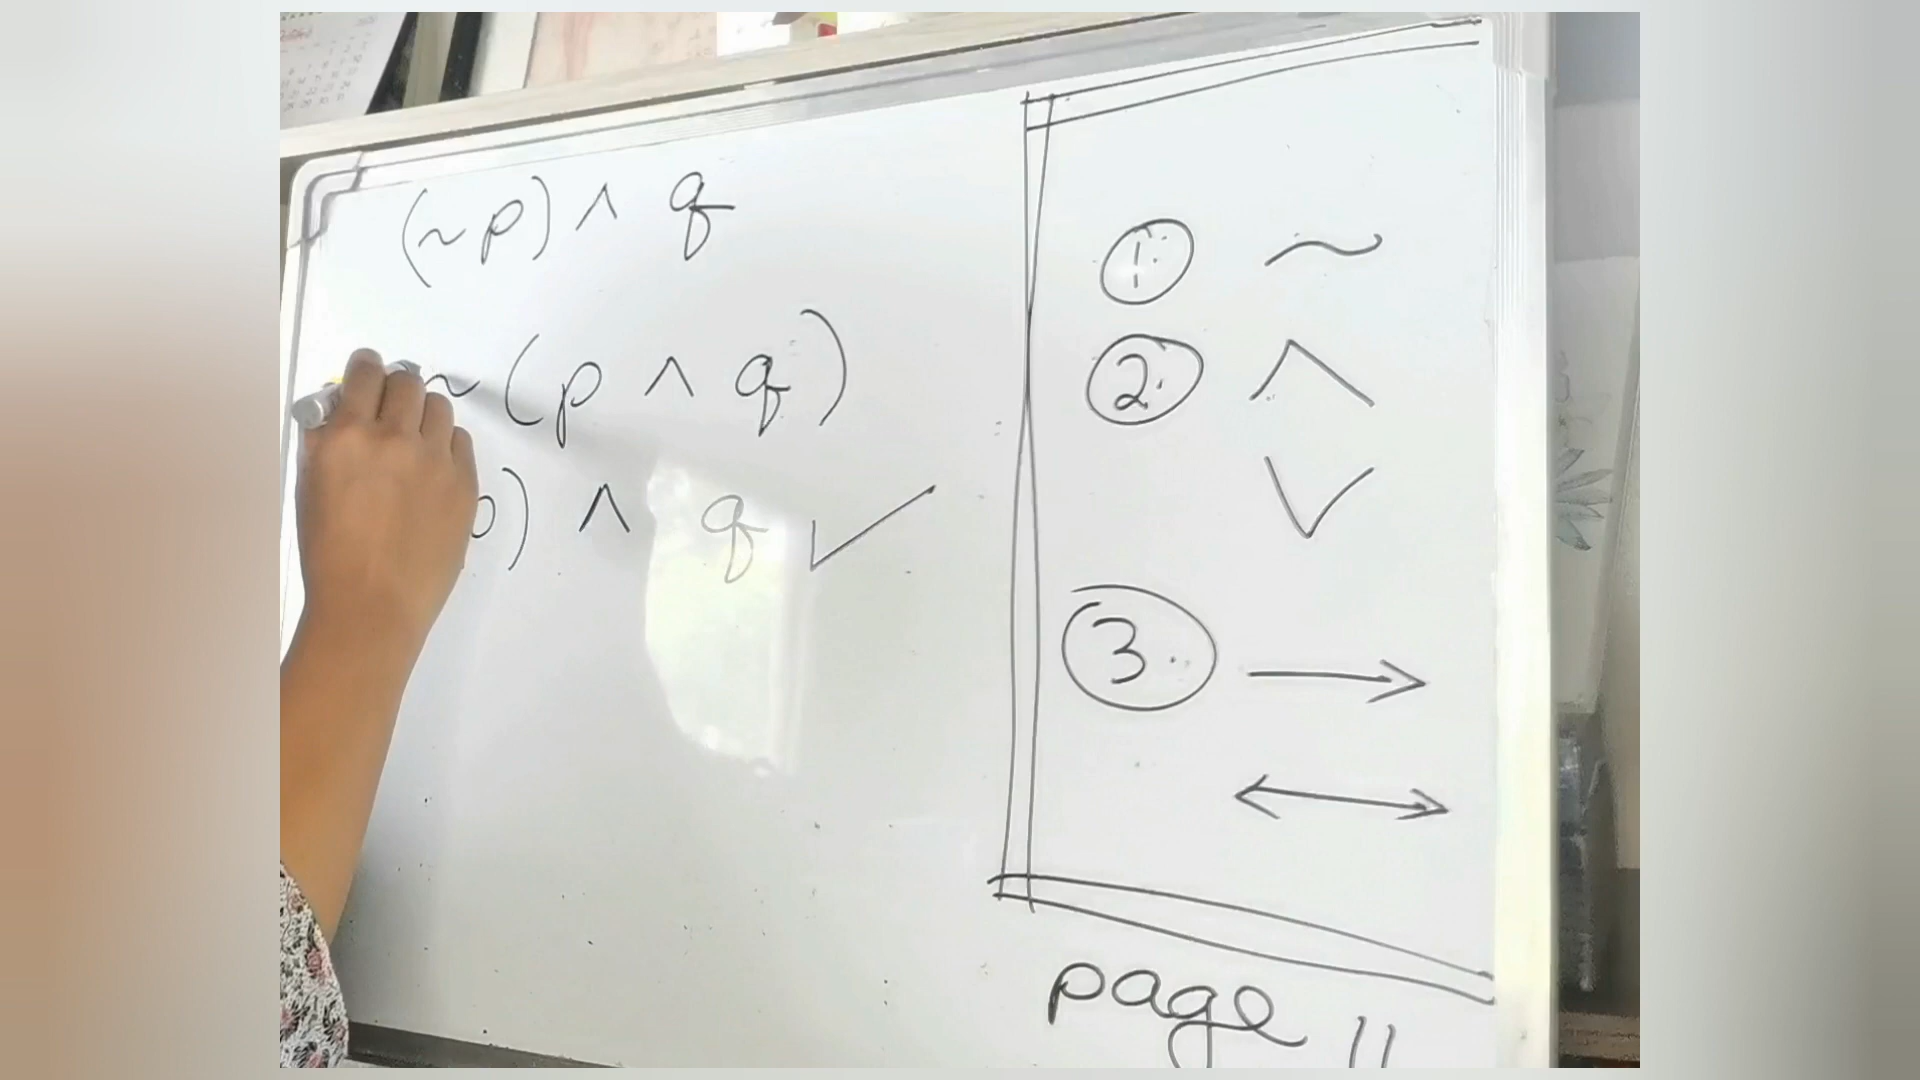 (~p) ∧ q
~(p ∧ q)
p) ∧ q ✓
1. ~
2. ∧
∨
3. →
↔
page 11